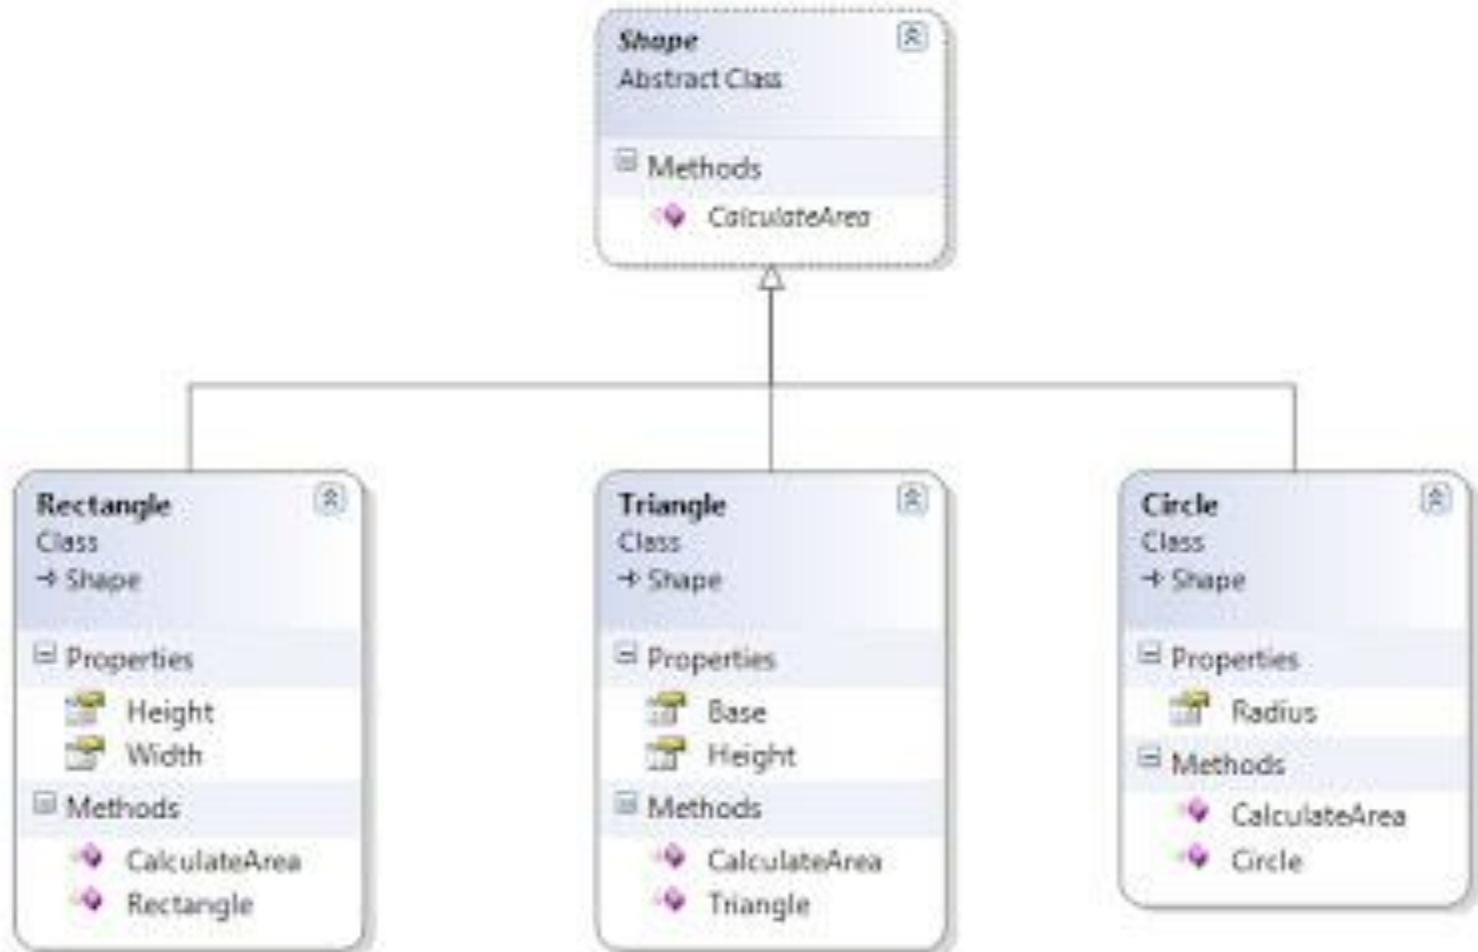 Shape
Abstract Class
Methods
CalculateArea
Rectangle
Class
Shape
Properties
Height
Width
Methods
CalculateArea
Rectangle
Triangle
Class
Shape
Properties
Base
Height
Methods
CalculateArea
Triangle
Circle
Class
Shape
Properties
Radius
Methods
CalculateArea
Circle